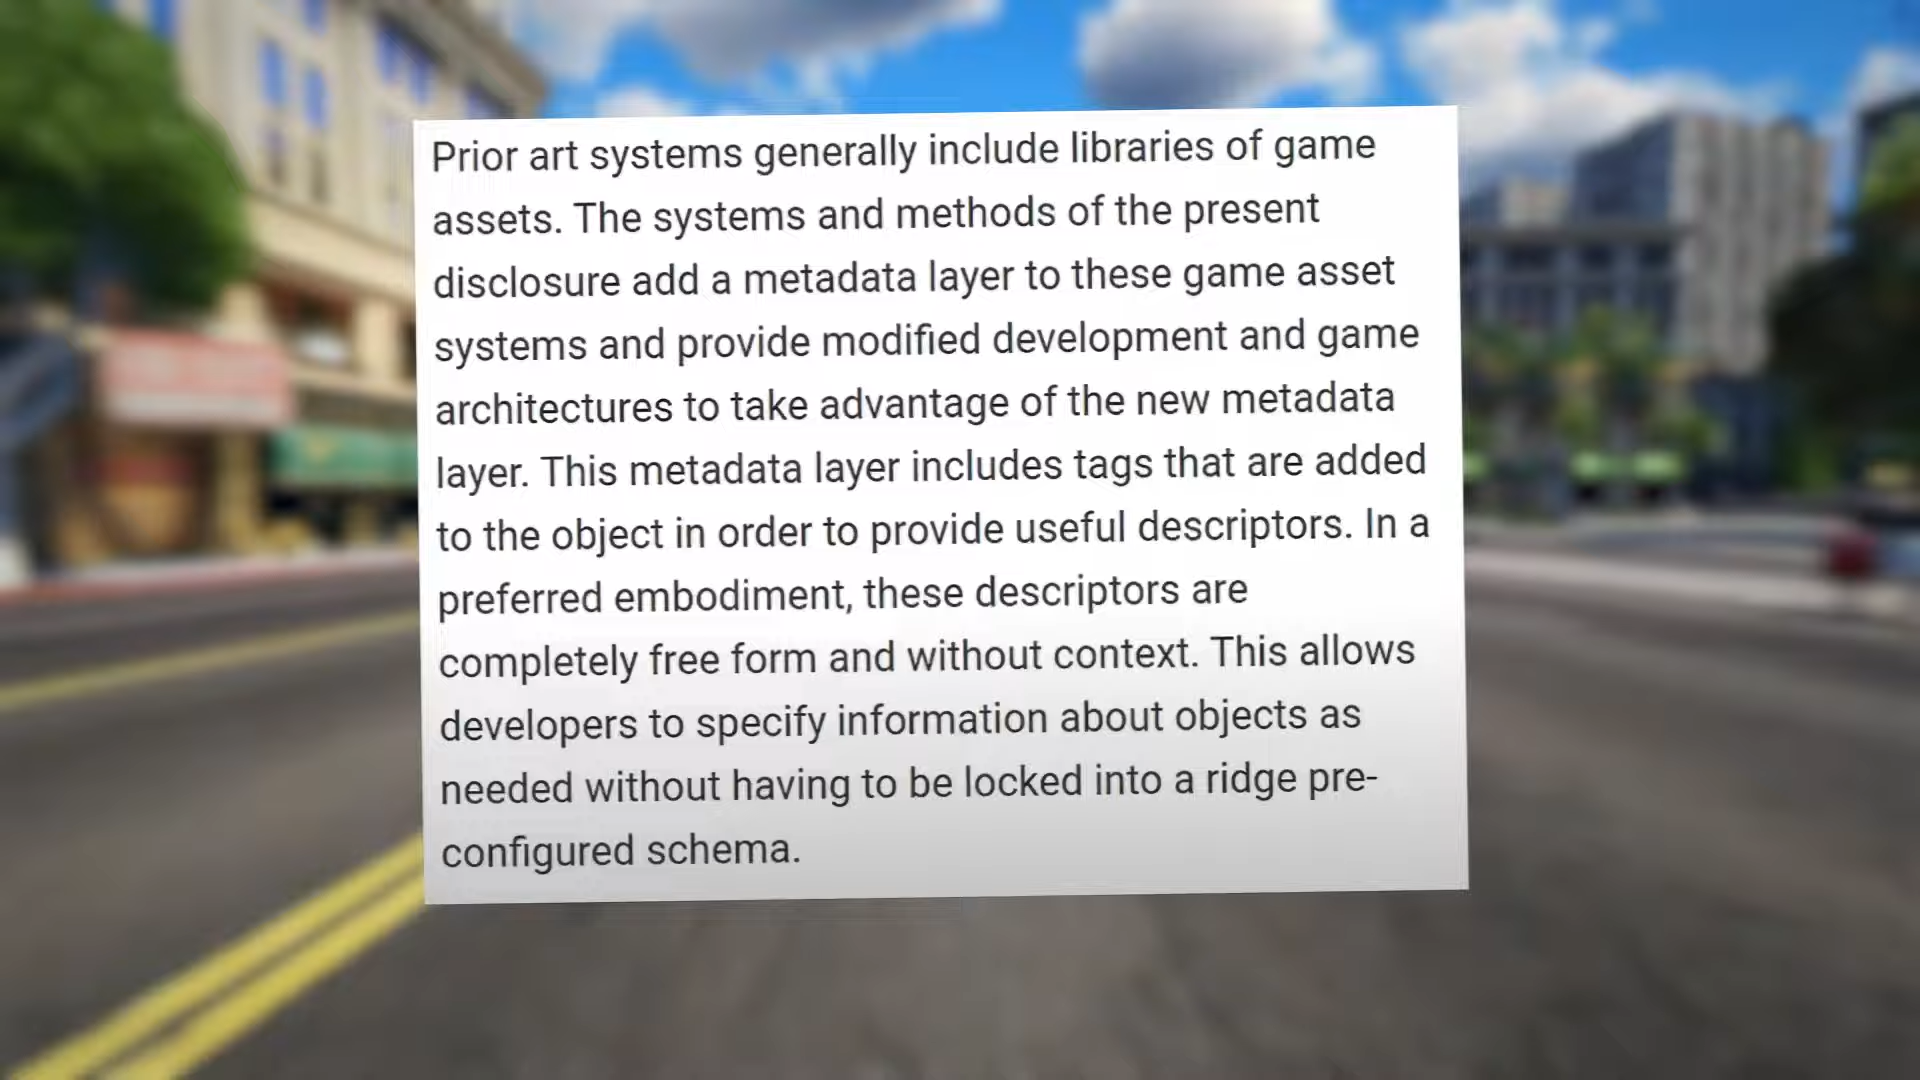 Prior art systems generally include libraries of game
assets. The systems and methods of the present
disclosure add a metadata layer to these game asset
systems and provide modified development and game
architectures to take advantage of the new metadata
layer. This metadata layer includes tags that are added
to the object in order to provide useful descriptors. In a
preferred embodiment, these descriptors are
completely free form and without context. This allows
developers to specify information about objects as
needed without having to be locked into a ridge pre-
configured schema.